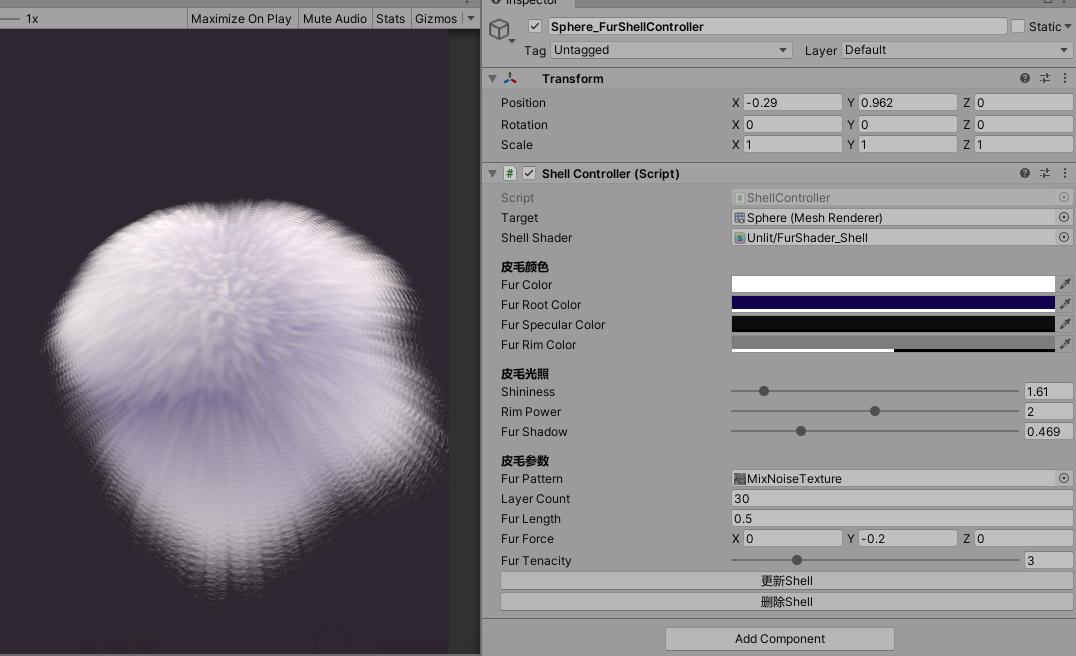 Inspector
1x Maximize On Play Mute Audio Stats Gizmos
Sphere_FurShellController Static
Tag Untagged Layer Default
Transform
Position X -0.29 Y 0.962 Z 0
Rotation X 0 Y 0 Z 0
Scale X 1 Y 1 Z 1
# Shell Controller (Script)
Script # ShellController
Target Sphere (Mesh Renderer)
Shell Shader S Unlit/FurShader_Shell
皮毛颜色
Fur Color
Fur Root Color
Fur Specular Color
Fur Rim Color
皮毛光照
Shininess 1.61
Rim Power 2
Fur Shadow 0.469
皮毛参数
Fur Pattern MixNoiseTexture
Layer Count 30
Fur Length 0.5
Fur Force X 0 Y -0.2 Z 0
Fur Tenacity 3
更新Shell
删除Shell
Add Component